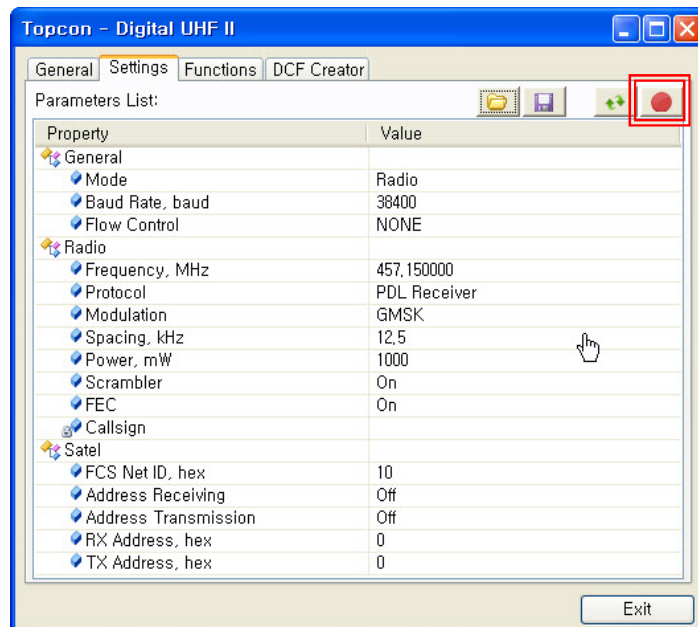 Topcon - Digital UHF II
General Settings Functions DCF Creator
Parameters List:
Property Value
General
Mode Radio
Baud Rate, baud 38400
Flow Control NONE
Radio
Frequency, MHz 457,150000
Protocol PDL Receiver
Modulation GMSK
Spacing, kHz 12,5
Power, mW 1000
Scrambler On
FEC On
Callsign
Satel
FCS Net ID, hex 10
Address Receiving Off
Address Transmission Off
RX Address, hex 0
TX Address, hex 0
Exit